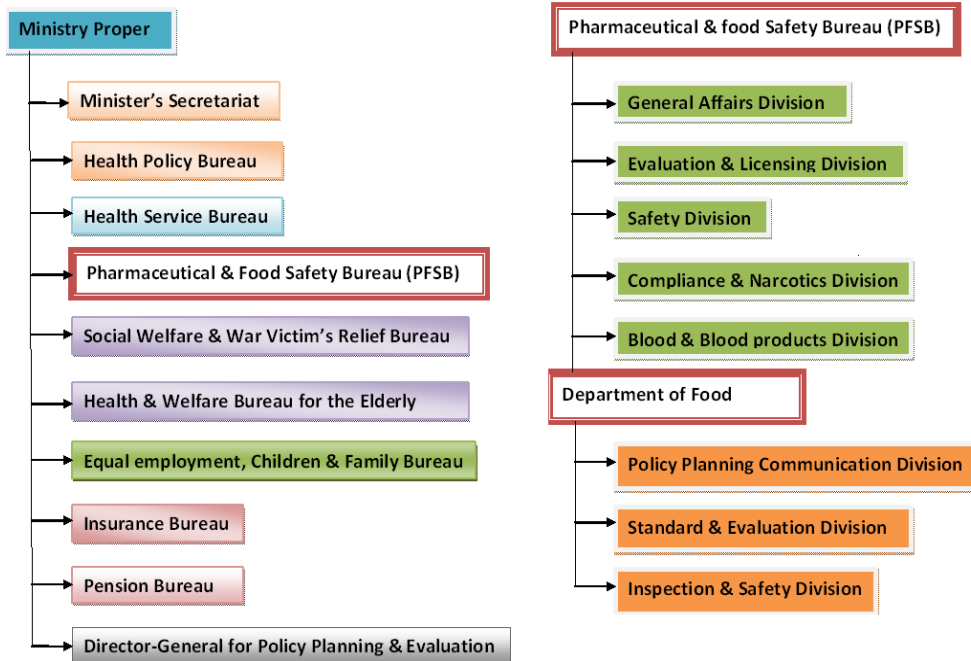 Ministry Proper
Minister's Secretariat
Health Policy Bureau
Health Service Bureau
Pharmaceutical & Food Safety Bureau (PFSB)
Social Welfare & War Victim's Relief Bureau
Health & Welfare Bureau for the Elderly
Equal employment, Children & Family Bureau
Insurance Bureau
Pension Bureau
Director-General for Policy Planning & Evaluation
Pharmaceutical & food Safety Bureau (PFSB)
General Affairs Division
Evaluation & Licensing Division
Safety Division
Compliance & Narcotics Division
Blood & Blood products Division
Department of Food
Policy Planning Communication Division
Standard & Evaluation Division
Inspection & Safety Division